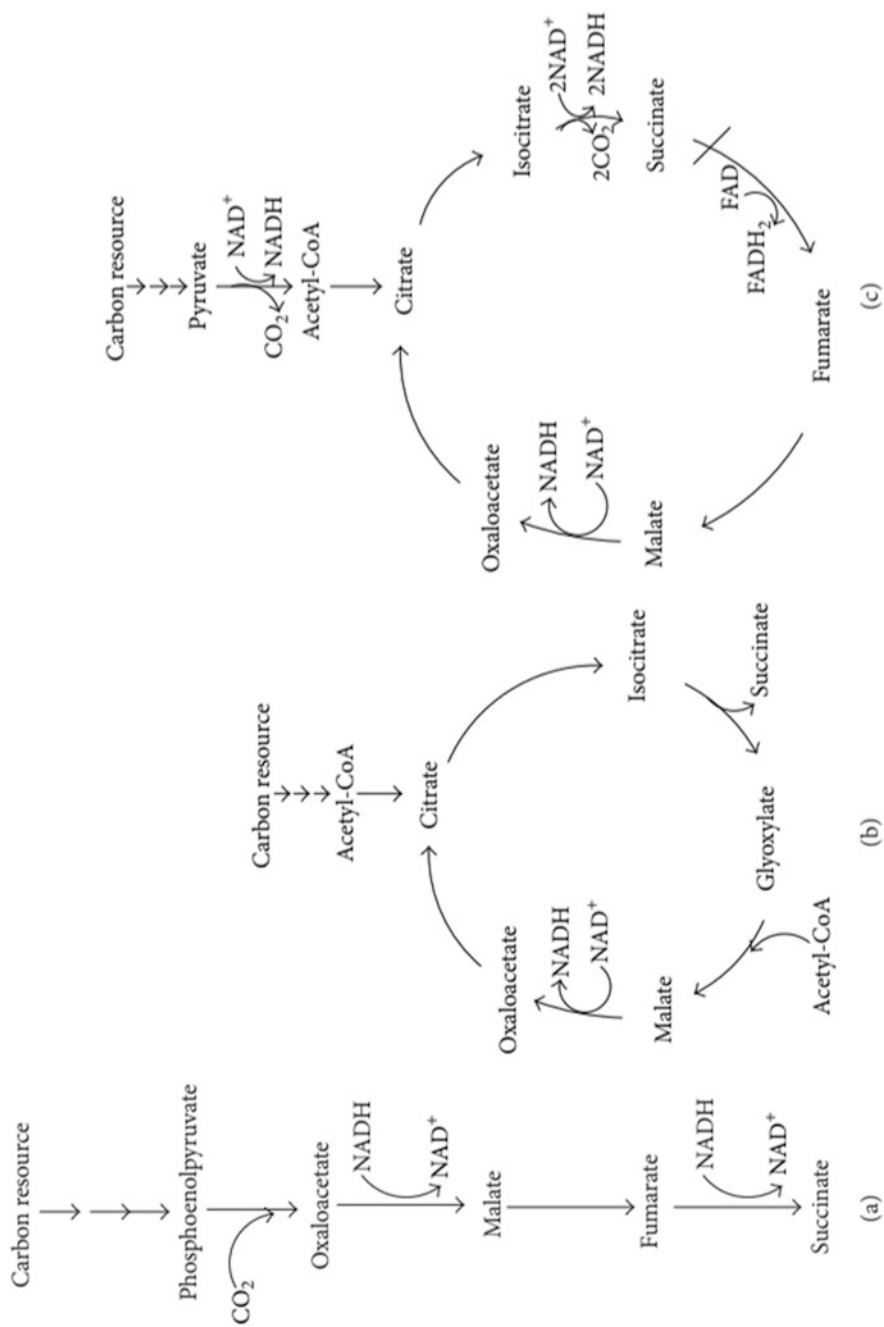 Carbon resource
Phosphoenolpyruvate
CO2
Oxaloacetate
NADH
NAD+
Malate
Fumarate
NADH
NAD+
Succinate
(a)
Carbon resource
Acetyl-CoA
Citrate
Isocitrate
Succinate
Glyoxylate
Acetyl-CoA
Malate
NAD+
NADH
Oxaloacetate
(b)
Carbon resource
Pyruvate
NAD+
NADH
CO2
Acetyl-CoA
Citrate
Isocitrate
2NAD+
2NADH
2CO2
Succinate
FAD
FADH2
Fumarate
Malate
NAD+
NADH
Oxaloacetate
(c)